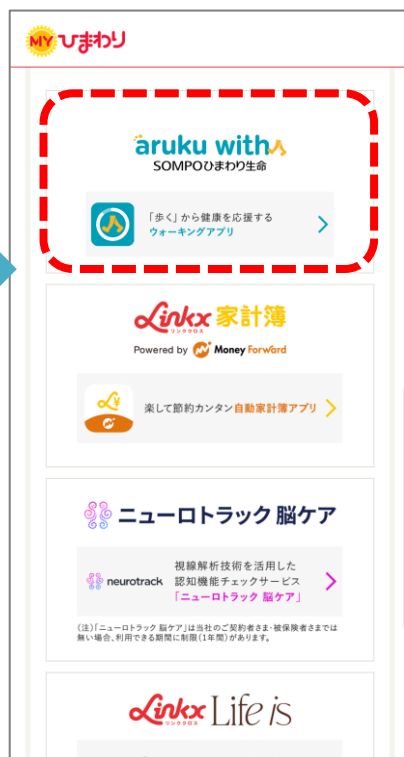 MYひまわり
aruku with
SOMPOひまわり生命
「歩く」から健康を応援する
ウォーキングアプリ
Linkx 家計簿
リンククロス
Powered by Money Forward
楽して節約カンタン自動家計簿アプリ
ニューロトラック 脳ケア
neurotrack
視線解析技術を活用した
認知機能チェックサービス
「ニューロトラック 脳ケア」
(注)「ニューロトラック 脳ケア」は当社のご契約者さま・被保険者さまでは
無い場合、利用できる期間に制限(1年間)があります。
Linkx Life is
リンククロス